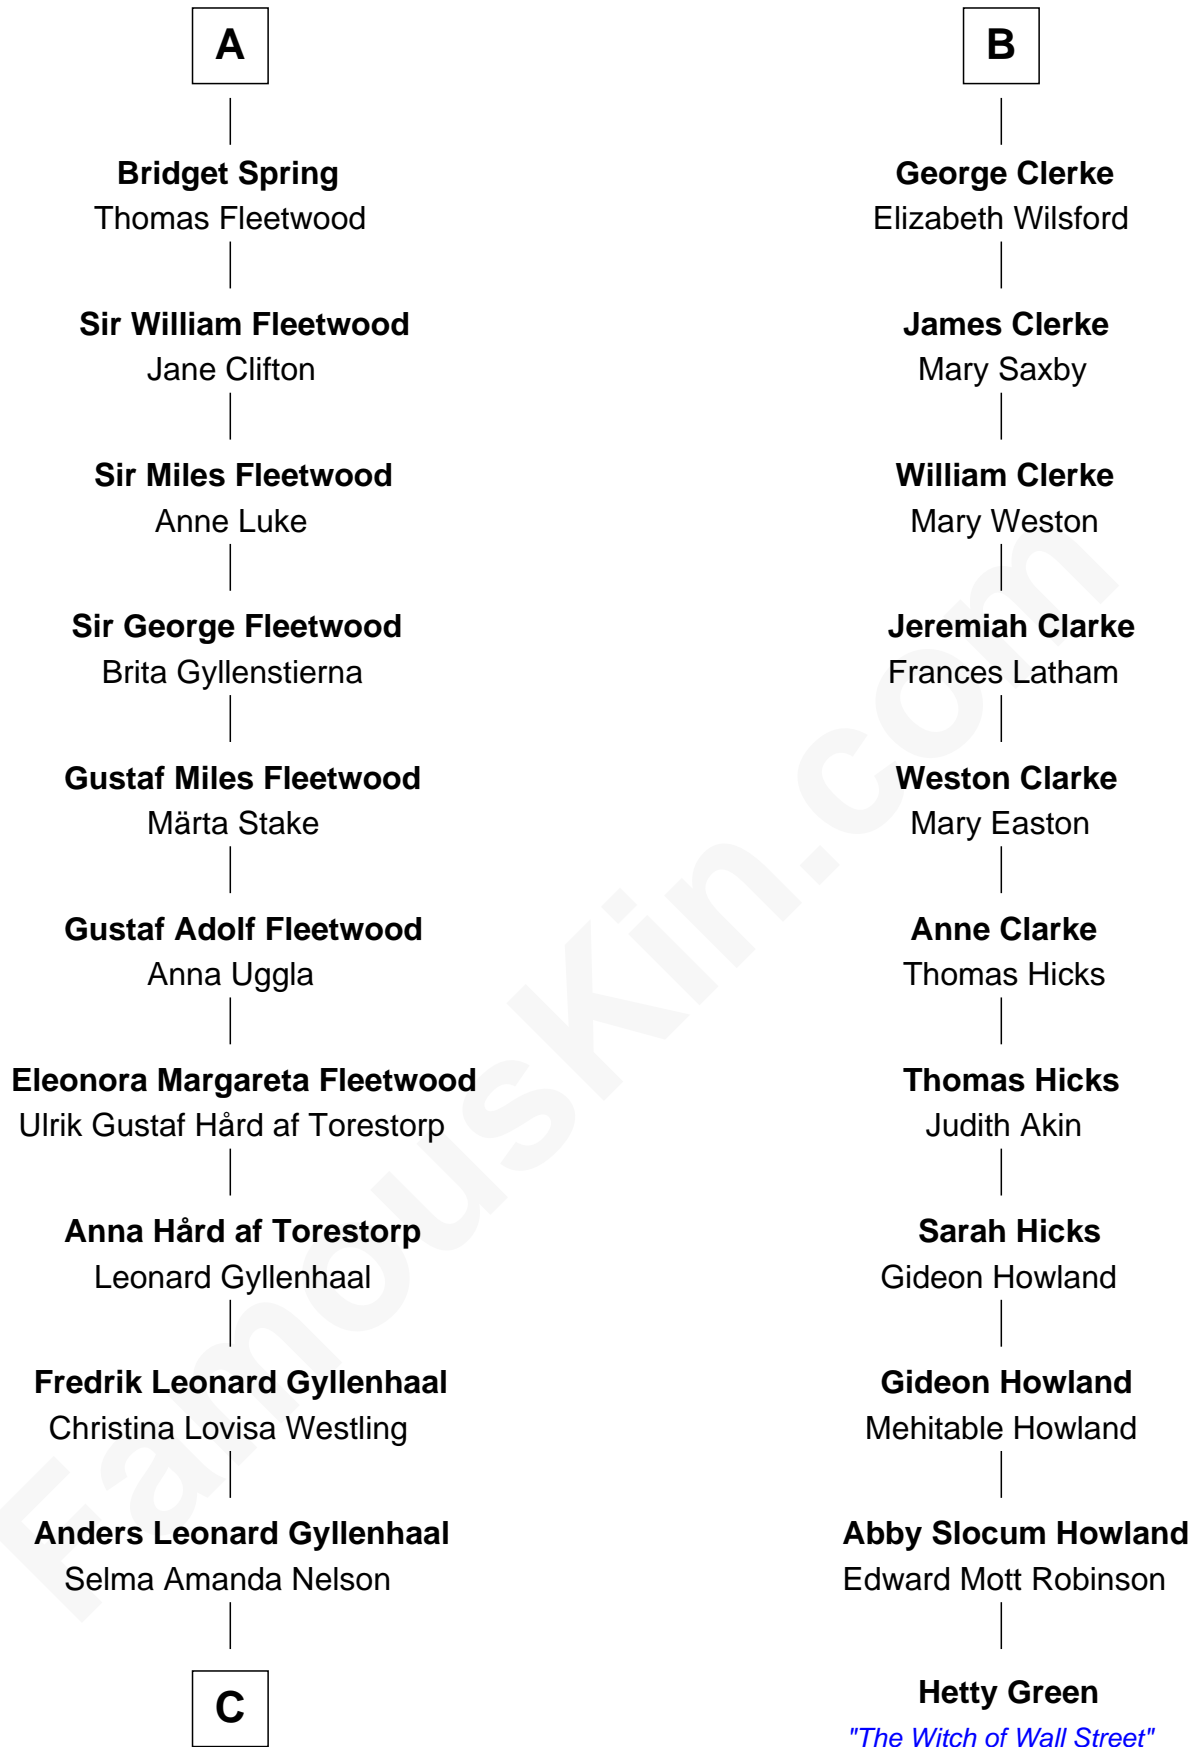 A
Bridget Spring
Thomas Fleetwood
Sir William Fleetwood
Jane Clifton
Sir Miles Fleetwood
Anne Luke
Sir George Fleetwood
Brita Gyllenstierna
Gustaf Miles Fleetwood
Märta Stake
Gustaf Adolf Fleetwood
Anna Uggla
Eleonora Margareta Fleetwood
Ulrik Gustaf Hård af Torestorp
Anna Hård af Torestorp
Leonard Gyllenhaal
Fredrik Leonard Gyllenhaal
Christina Lovisa Westling
Anders Leonard Gyllenhaal
Selma Amanda Nelson
C
B
George Clerke
Elizabeth Wilsford
James Clerke
Mary Saxby
William Clerke
Mary Weston
Jeremiah Clarke
Frances Latham
Weston Clarke
Mary Easton
Anne Clarke
Thomas Hicks
Thomas Hicks
Judith Akin
Sarah Hicks
Gideon Howland
Gideon Howland
Mehitable Howland
Abby Slocum Howland
Edward Mott Robinson
Hetty Green
"The Witch of Wall Street"
FamousKin.com